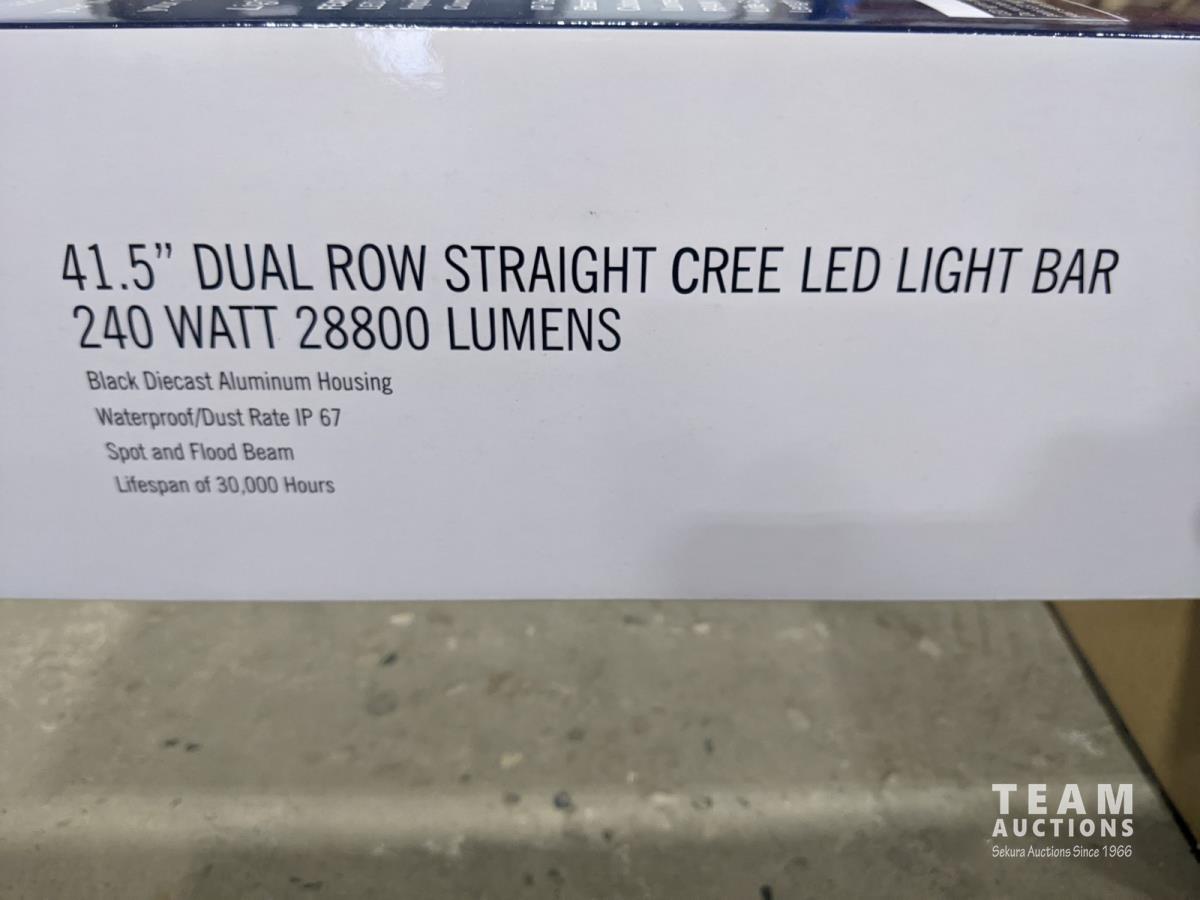 41.5” DUAL ROW STRAIGHT CREE LED LIGHT BAR
240 WATT 28800 LUMENS
Black Diecast Aluminum Housing
Waterproof/Dust Rate IP 67
Spot and Flood Beam
Lifespan of 30,000 Hours
TEAM
AUCTIONS
Sekura Auctions Since 1966